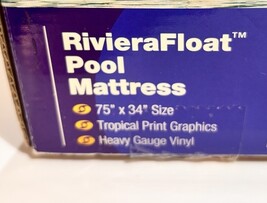 RivieraFloat™
Pool
Mattress
75" x 34" Size
Tropical Print Graphics
Heavy Gauge Vinyl